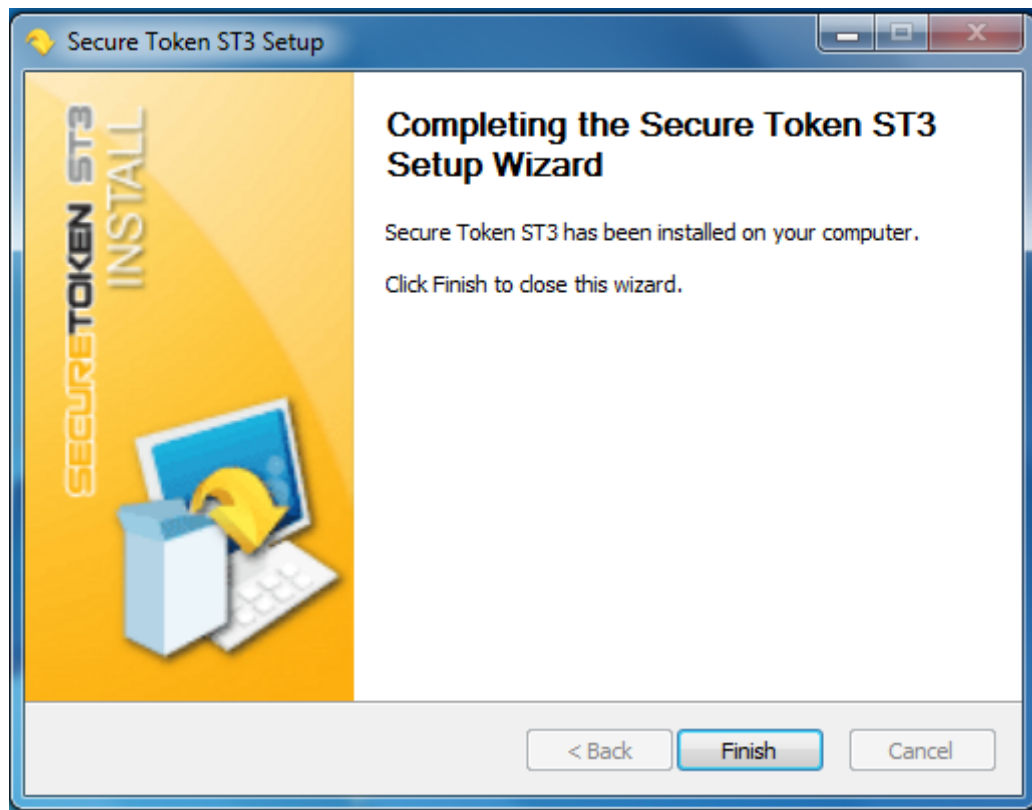 Secure Token ST3 Setup
SECURETOKEN ST3
INSTALL
Completing the Secure Token ST3
Setup Wizard
Secure Token ST3 has been installed on your computer.
Click Finish to close this wizard.
< Back
Finish
Cancel